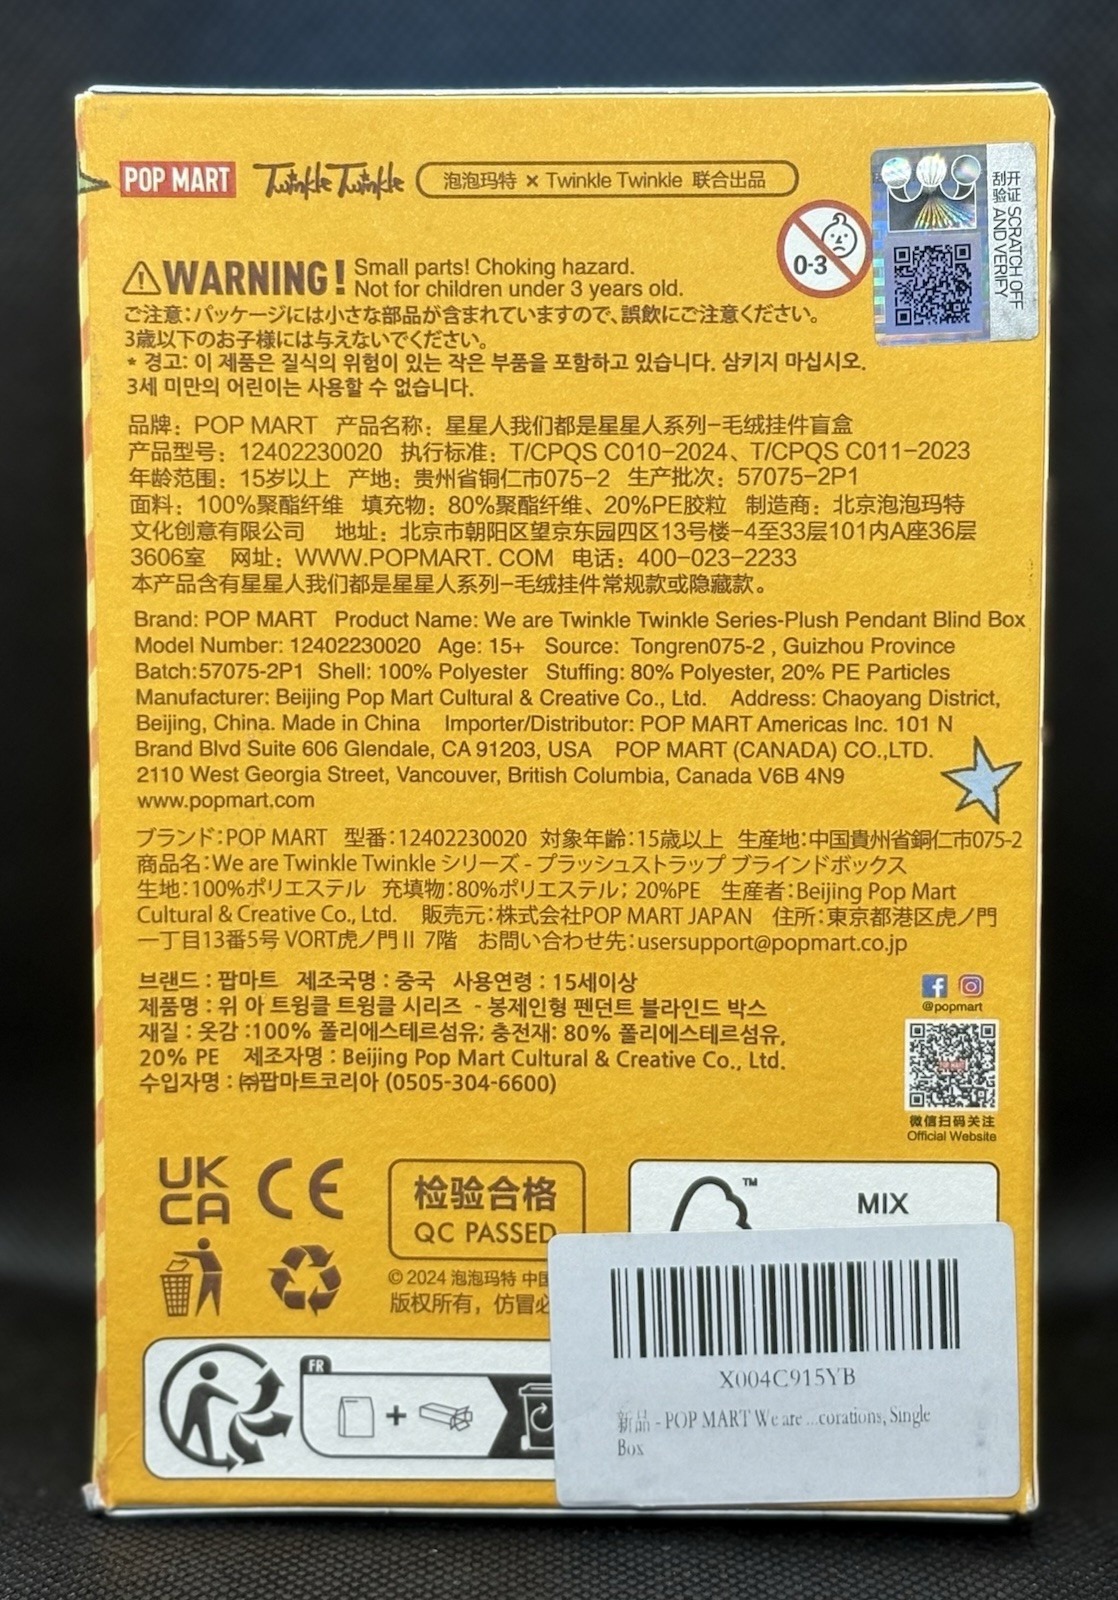 POP MART Twinkle Twinkle 泡泡玛特 × Twinkle Twinkle 联合出品
刮开验证 SCRATCH OFF AND VERIFY
0-3
WARNING! Small parts! Choking hazard.
Not for children under 3 years old.
ご注意:パッケージには小さな部品が含まれていますので、誤飲にご注意ください。
3歳以下のお子様には与えないでください。
* 경고: 이 제품은 질식의 위험이 있는 작은 부품을 포함하고 있습니다. 삼키지 마십시오.
3세 미만의 어린이는 사용할 수 없습니다.
品牌：POP MART 产品名称：星星人我们都是星星人系列-毛绒挂件盲盒
产品型号：12402230020 执行标准：T/CPQS C010-2024、T/CPQS C011-2023
年龄范围：15岁以上 产地：贵州省铜仁市075-2 生产批次：57075-2P1
面料：100%聚酯纤维 填充物：80%聚酯纤维、20%PE胶粒 制造商：北京泡泡玛特
文化创意有限公司 地址：北京市朝阳区望京东园四区13号楼-4至33层101内A座36层
3606室 网址：WWW.POPMART. COM 电话：400-023-2233
本产品含有星星人我们都是星星人系列-毛绒挂件常规款或隐藏款。
Brand: POP MART Product Name: We are Twinkle Twinkle Series-Plush Pendant Blind Box
Model Number: 12402230020 Age: 15+ Source: Tongren075-2 , Guizhou Province
Batch:57075-2P1 Shell: 100% Polyester Stuffing: 80% Polyester, 20% PE Particles
Manufacturer: Beijing Pop Mart Cultural & Creative Co., Ltd. Address: Chaoyang District,
Beijing, China. Made in China Importer/Distributor: POP MART Americas Inc. 101 N
Brand Blvd Suite 606 Glendale, CA 91203, USA POP MART (CANADA) CO.,LTD.
2110 West Georgia Street, Vancouver, British Columbia, Canada V6B 4N9
www.popmart.com
ブランド:POP MART 型番:12402230020 対象年齢:15歳以上 生産地:中国貴州省銅仁市075-2
商品名:We are Twinkle Twinkle シリーズ - プラッシュストラップ ブラインドボックス
生地:100%ポリエステル 充填物:80%ポリエステル; 20%PE 生産者:Beijing Pop Mart
Cultural & Creative Co., Ltd. 販売元:株式会社POP MART JAPAN 住所:東京都港区虎ノ門
一丁目13番5号 VORT虎ノ門 II 7階 お問い合わせ先:usersupport@popmart.co.jp
브랜드 : 팝마트 제조국명 : 중국 사용연령 : 15세이상
제품명 : 위 아 트윙클 트윙클 시리즈 - 봉제인형 펜던트 블라인드 박스
재질 : 옷감 :100% 폴리에스테르섬유; 충전재: 80% 폴리에스테르섬유,
20% PE 제조자명 : Beijing Pop Mart Cultural & Creative Co., Ltd.
수입자명 : ㈜팝마트코리아 (0505-304-6600)
@popmart
微信扫码关注
Official Website
UK
CA CE
检验合格
QC PASSED
™ MIX
© 2024 泡泡玛特 中国
版权所有，仿冒必
FR
X004C915YB
新品 - POP MART We are ...corations, Single
Box